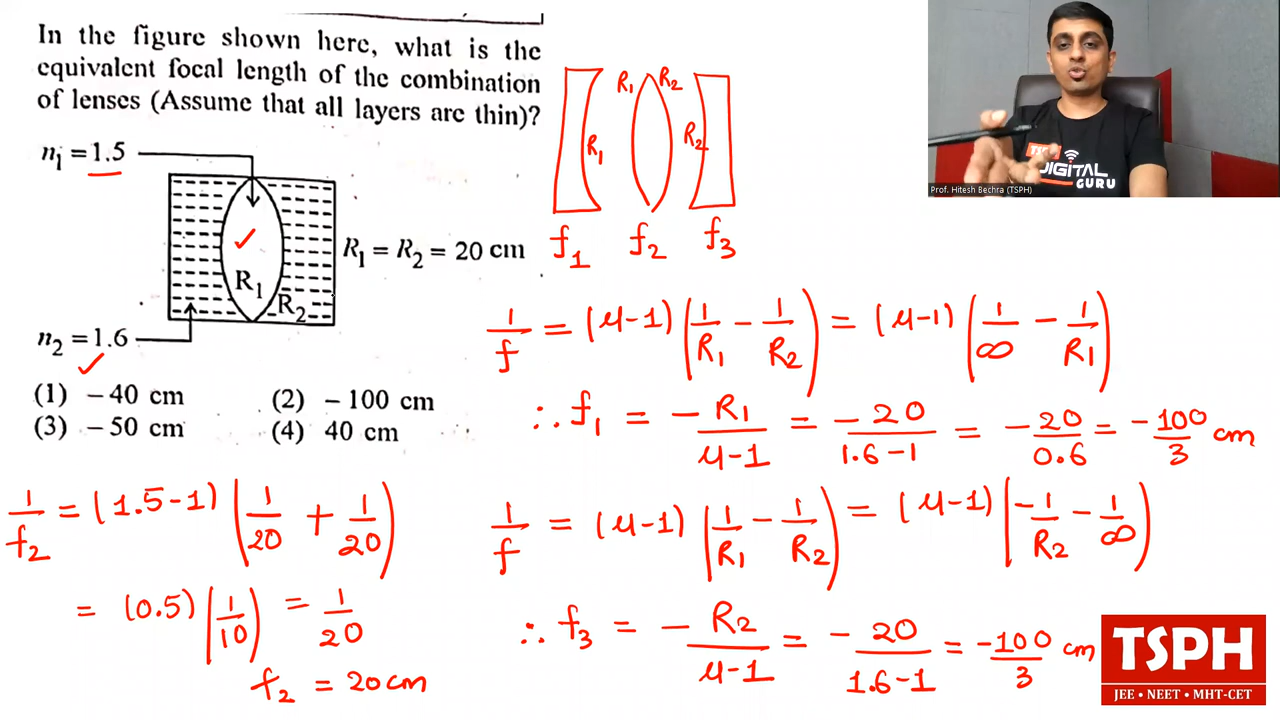 In the figure shown here, what is the
equivalent focal length of the combination
of lenses (Assume that all layers are thin)?
n₁ = 1.5
R₁ = R₂ = 20 cm
R₁
R₂
n₂ = 1.6
(1) – 40 cm (2) – 100 cm
(3) – 50 cm (4) 40 cm
R₁ R₂
R₁ R₂
f₁ f₂ f₃
1/f = (μ-1) (1/R₁ - 1/R₂) = (μ-1) (1/∞ - 1/R₁)
∴ f₁ = -R₁/(μ-1) = -20/(1.6-1) = -20/0.6 = -100/3 cm
1/f = (μ-1) (1/R₁ - 1/R₂) = (μ-1) (-1/R₂ - 1/∞)
∴ f₃ = -R₂/(μ-1) = -20/(1.6-1) = -100/3 cm
1/f₂ = (1.5-1) (1/20 + 1/20)
= (0.5) (1/10) = 1/20
f₂ = 20 cm
TSPH
DIGITAL
GURU
Prof. Hitesh Bechra (TSPH)
TSPH
JEE • NEET • MHT-CET